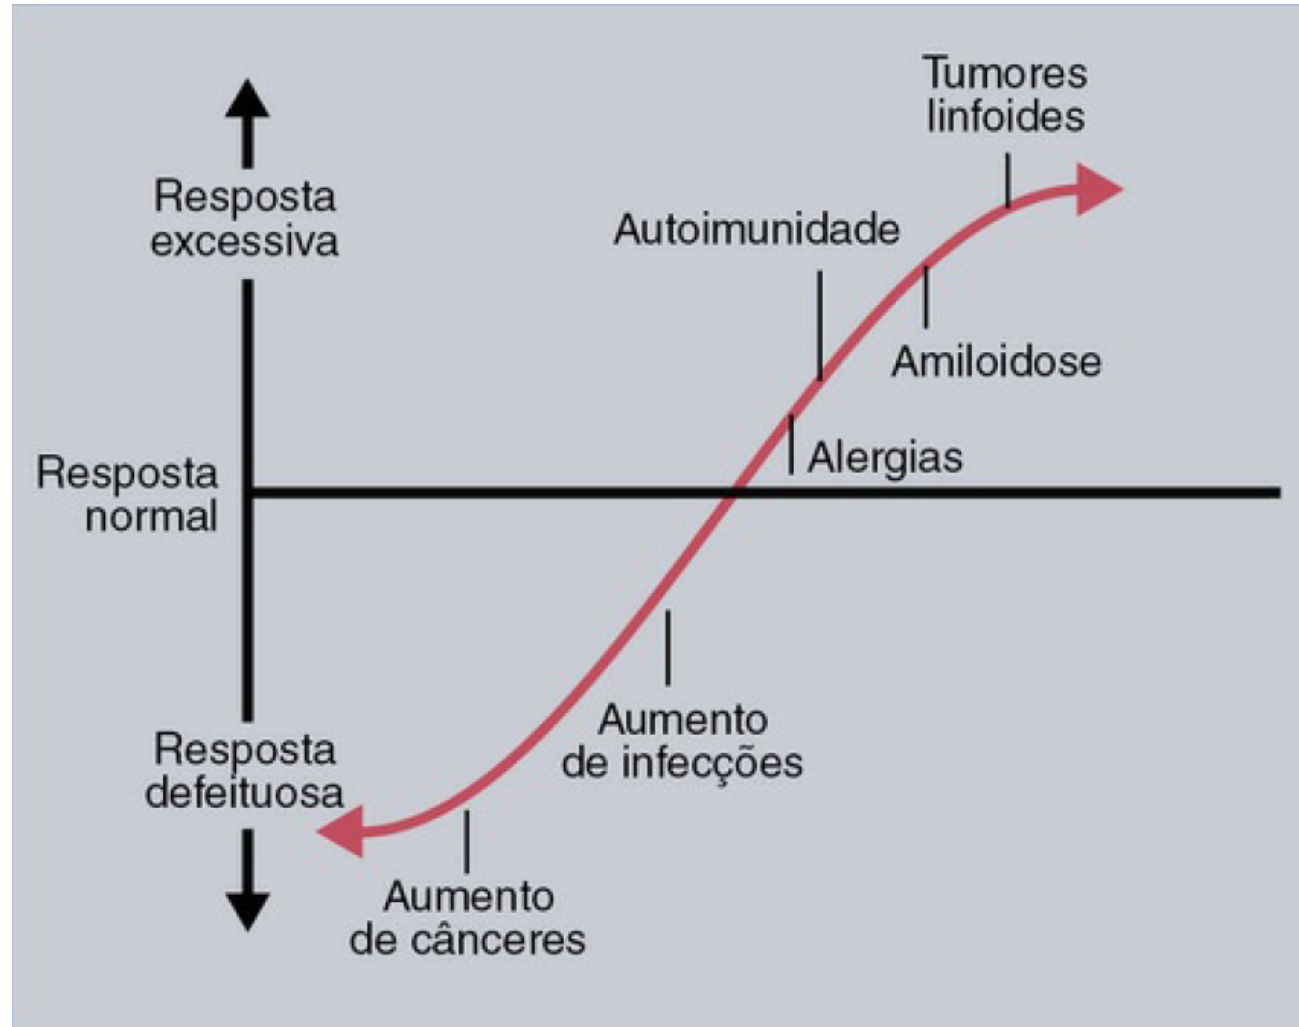 Tumores
linfoides
Resposta
excessiva
Autoimunidade
Amiloidose
Alergias
Resposta
normal
Aumento
de infecções
Resposta
defeituosa
Aumento
de cânceres